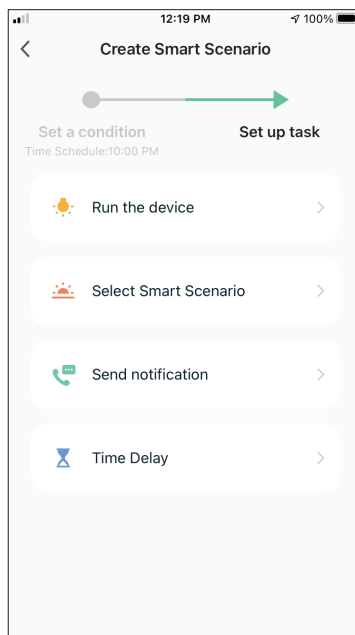 12:19 PM 100%
Create Smart Scenario
Set a condition Set up task
Time Schedule:10:00 PM
Run the device
Select Smart Scenario
Send notification
Time Delay